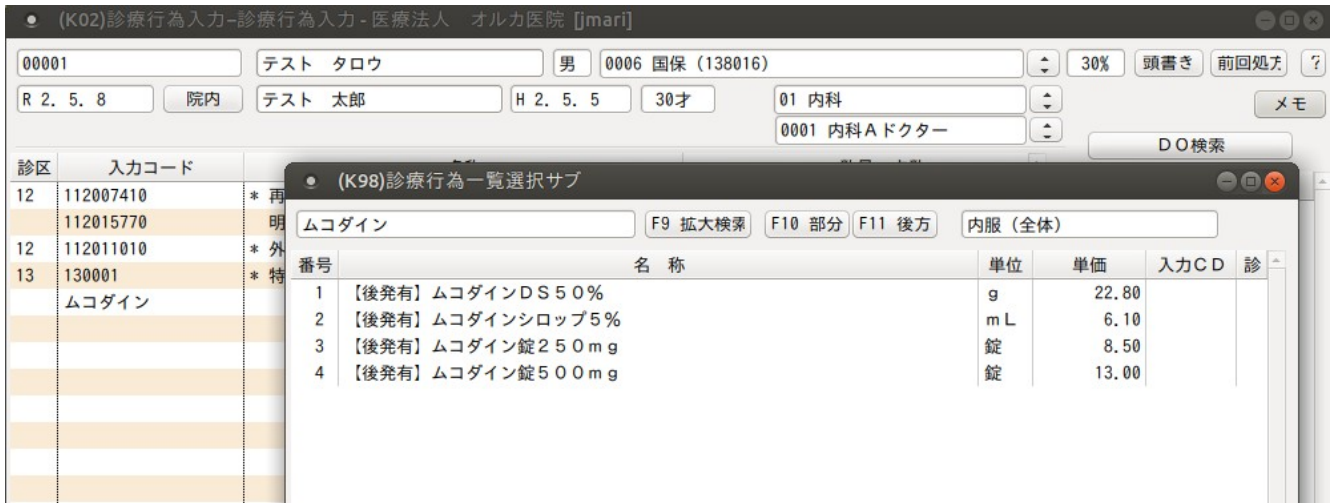 (K02)診療行為入力-診療行為入力 - 医療法人　オルカ医院 [jmari]
00001 テスト　タロウ 男 0006 国保 (138016) 30% 頭書き 前回処方 ?
R 2. 5. 8 院内 テスト　太郎 H 2. 5. 5 30才 01 内科 メモ
0001 内科Ａドクター
ＤＯ検索
診区 入力コード
(K98)診療行為一覧選択サブ
12 112007410 * 再
112015770 明
12 112011010 * 外
13 130001 * 特
ムコダイン
ムコダイン F9 拡大検索 F10 部分 F11 後方 内服（全体）
番号 名　称 単位 単価 入力ＣＤ 診
1 【後発有】ムコダインＤＳ５０％ g 22.80
2 【後発有】ムコダインシロップ５％ mＬ 6.10
3 【後発有】ムコダイン錠２５０ｍｇ 錠 8.50
4 【後発有】ムコダイン錠５００ｍｇ 錠 13.00